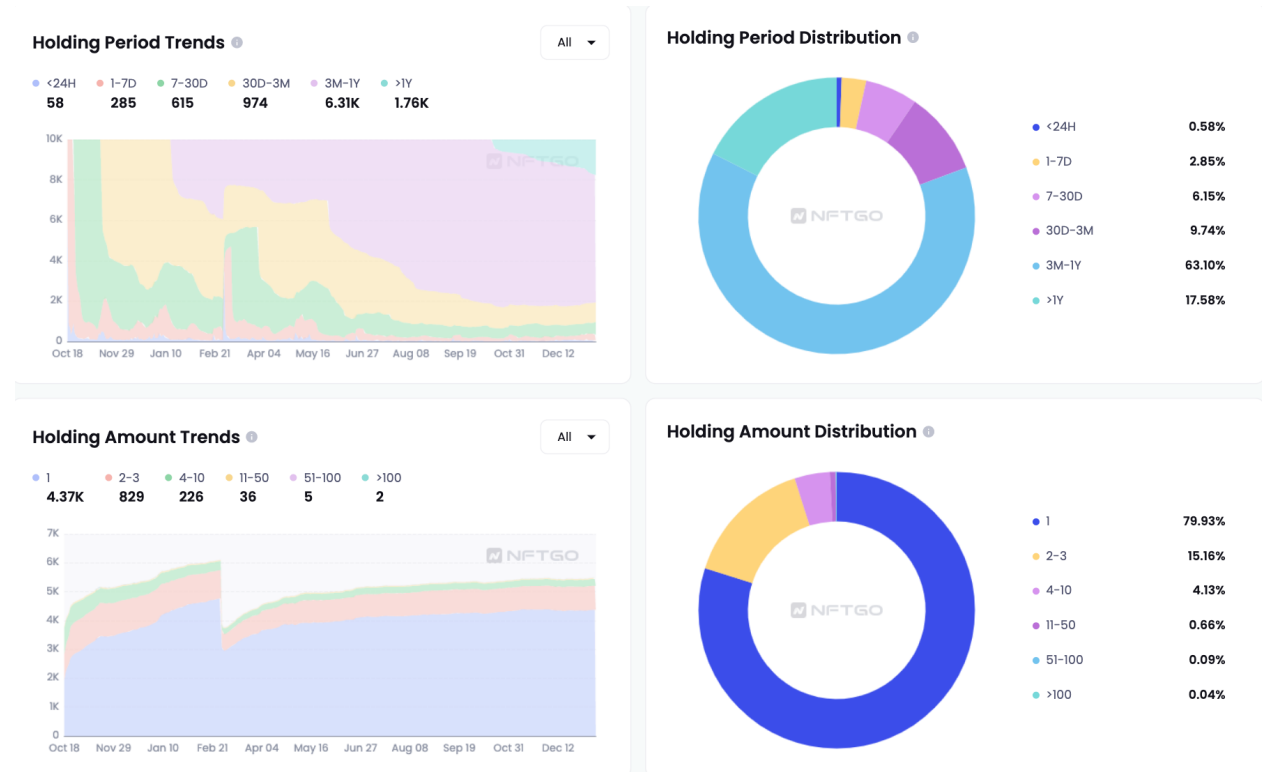 Holding Period Trends
All
<24H 1-7D 7-30D 30D-3M 3M-1Y >1Y
58 285 615 974 6.31K 1.76K
10K
8K
6K
4K
2K
0
Oct 18 Nov 29 Jan 10 Feb 21 Apr 04 May 16 Jun 27 Aug 08 Sep 19 Oct 31 Dec 12
NFTGO
Holding Period Distribution
NFTGO
<24H 0.58%
1-7D 2.85%
7-30D 6.15%
30D-3M 9.74%
3M-1Y 63.10%
>1Y 17.58%
Holding Amount Trends
All
1 2-3 4-10 11-50 51-100 >100
4.37K 829 226 36 5 2
7K
6K
5K
4K
3K
2K
1K
0
Oct 18 Nov 29 Jan 10 Feb 21 Apr 04 May 16 Jun 27 Aug 08 Sep 19 Oct 31 Dec 12
NFTGO
Holding Amount Distribution
NFTGO
1 79.93%
2-3 15.16%
4-10 4.13%
11-50 0.66%
51-100 0.09%
>100 0.04%